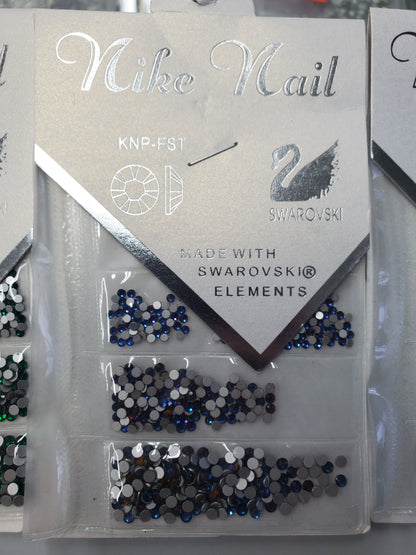 Nike Nail
KNP-FST
SWAROVSKI
MADE WITH
SWAROVSKI®
ELEMENTS